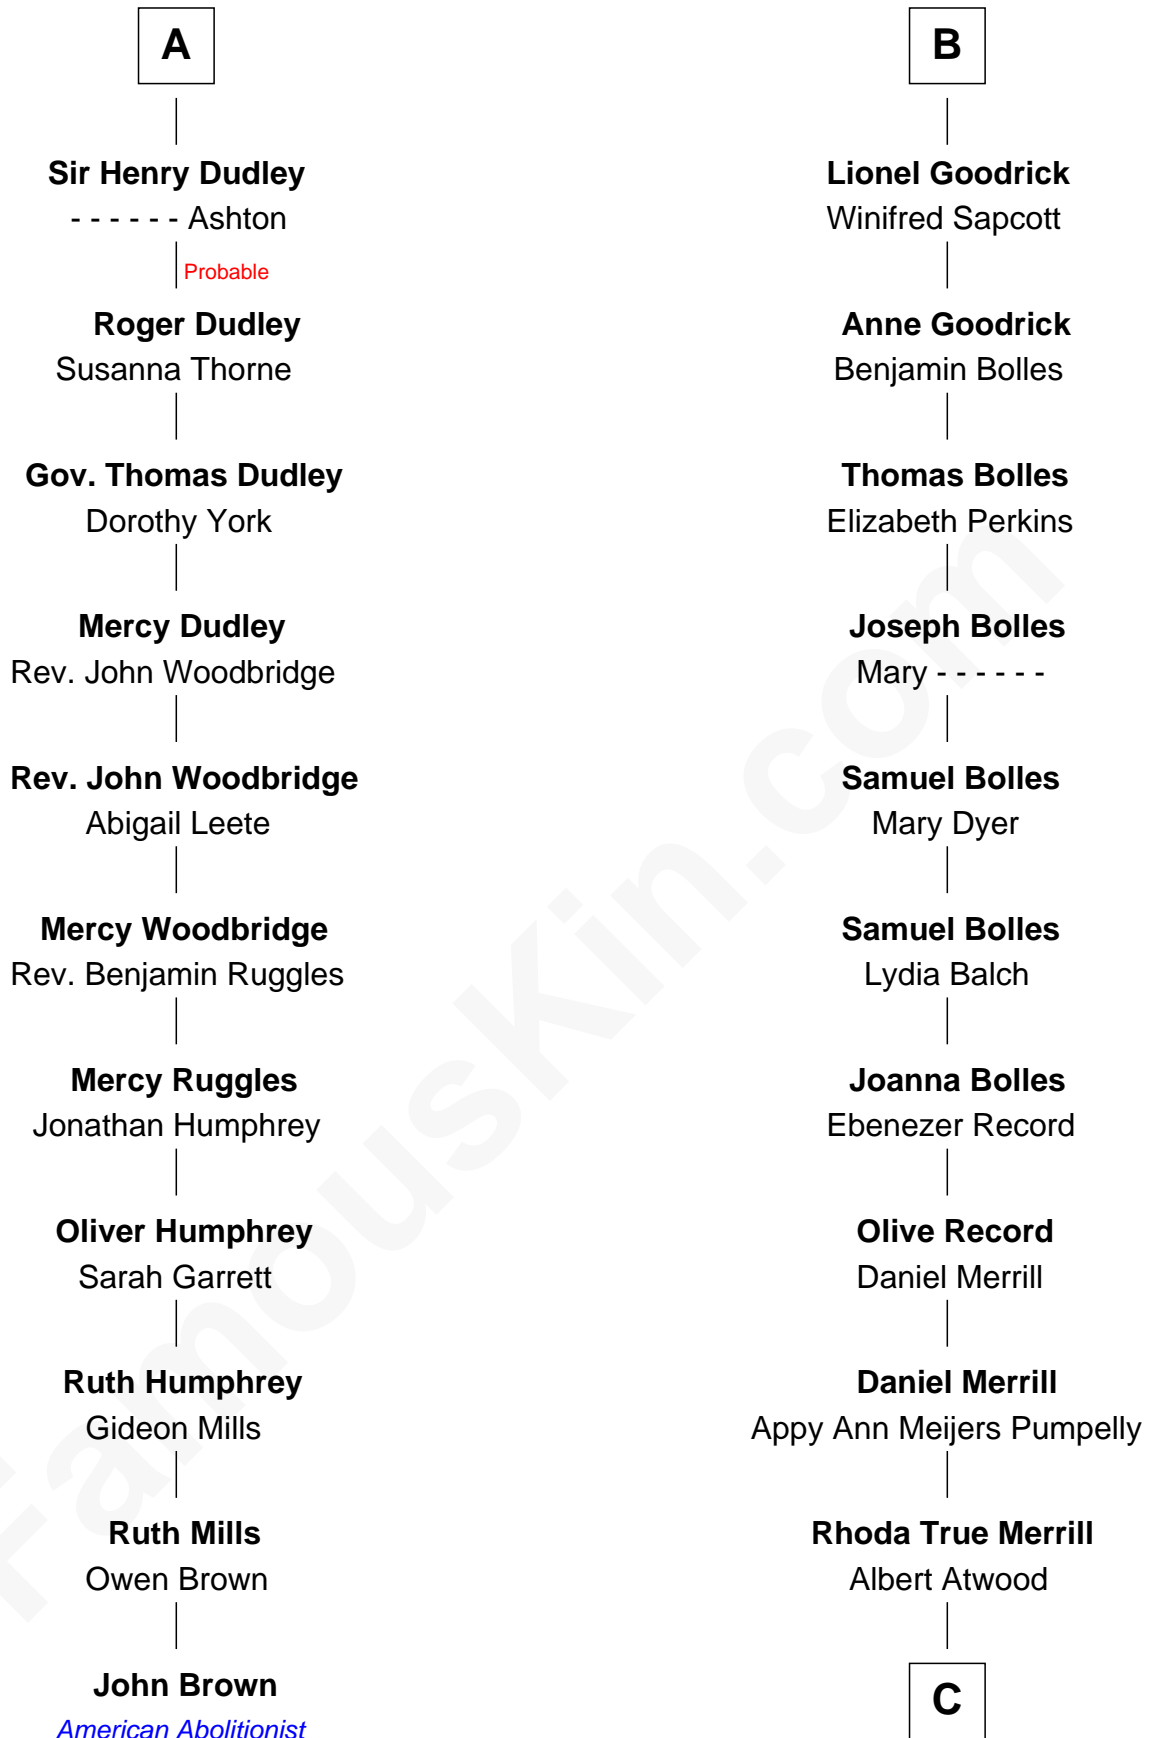 A
Sir Henry Dudley
- - - - - - Ashton
Probable
Roger Dudley
Susanna Thorne
Gov. Thomas Dudley
Dorothy York
Mercy Dudley
Rev. John Woodbridge
Rev. John Woodbridge
Abigail Leete
Mercy Woodbridge
Rev. Benjamin Ruggles
Mercy Ruggles
Jonathan Humphrey
Oliver Humphrey
Sarah Garrett
Ruth Humphrey
Gideon Mills
Ruth Mills
Owen Brown
John Brown
American Abolitionist
B
Lionel Goodrick
Winifred Sapcott
Anne Goodrick
Benjamin Bolles
Thomas Bolles
Elizabeth Perkins
Joseph Bolles
Mary - - - - - -
Samuel Bolles
Mary Dyer
Samuel Bolles
Lydia Balch
Joanna Bolles
Ebenezer Record
Olive Record
Daniel Merrill
Daniel Merrill
Appy Ann Meijers Pumpelly
Rhoda True Merrill
Albert Atwood
C
FamousKin.com